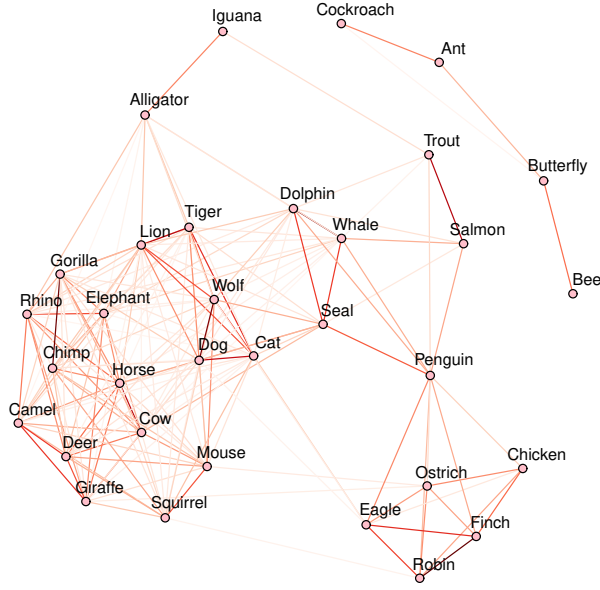 Cockroach
Iguana
Ant
Alligator
Trout
Butterfly
Dolphin
Tiger
Whale
Lion
Salmon
Gorilla
Bee
Wolf
Rhino
Elephant
Seal
Dog
Cat
Chimp
Horse
Penguin
Camel
Cow
Deer
Mouse
Chicken
Ostrich
Giraffe
Squirrel
Eagle
Finch
Robin